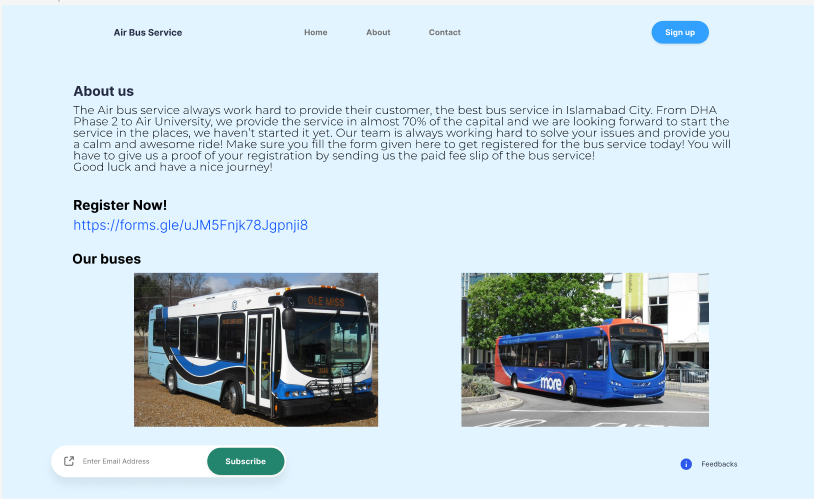 Air Bus Service Home About Contact Sign up
About us
The Air bus service always work hard to provide their customer, the best bus service in Islamabad City. From DHA
Phase 2 to Air University, we provide the service in almost 70% of the capital and we are looking forward to start the
service in the places, we haven't started it yet. Our team is always working hard to solve your issues and provide you
a calm and awesome ride! Make sure you fill the form given here to get registered for the bus service today! You will
have to give us a proof of your registration by sending us the paid fee slip of the bus service!
Good luck and have a nice journey!
Register Now!
https://forms.gle/uJM5Fnjk78Jgpnji8
Our buses
OLE MISS
more
Enter Email Address Subscribe Feedbacks